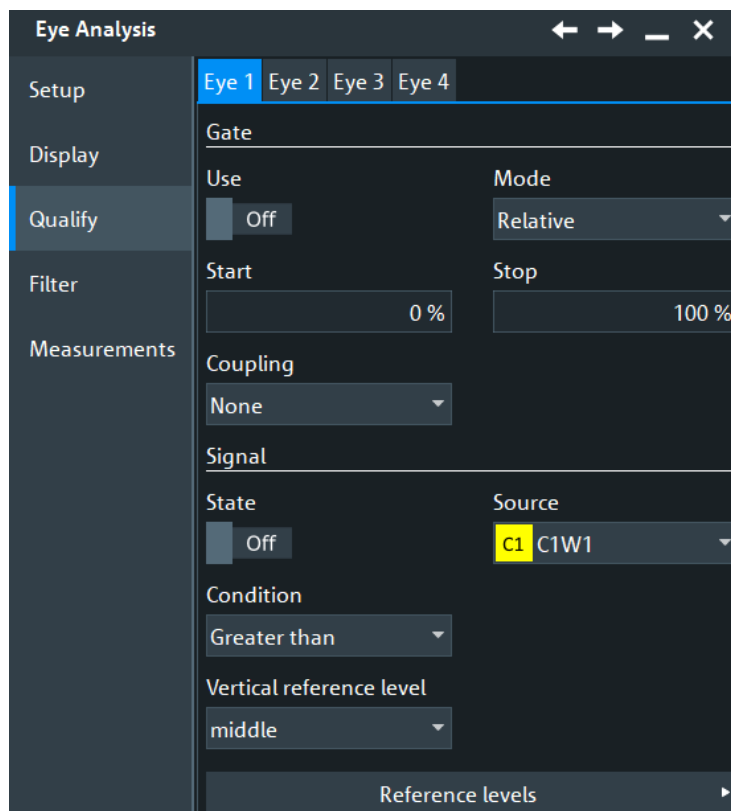 Eye Analysis
Setup
Display
Qualify
Filter
Measurements
Eye 1 Eye 2 Eye 3 Eye 4
Gate
Use Mode
Off Relative
Start Stop
0 % 100 %
Coupling
None
Signal
State Source
Off C1 C1W1
Condition
Greater than
Vertical reference level
middle
Reference levels